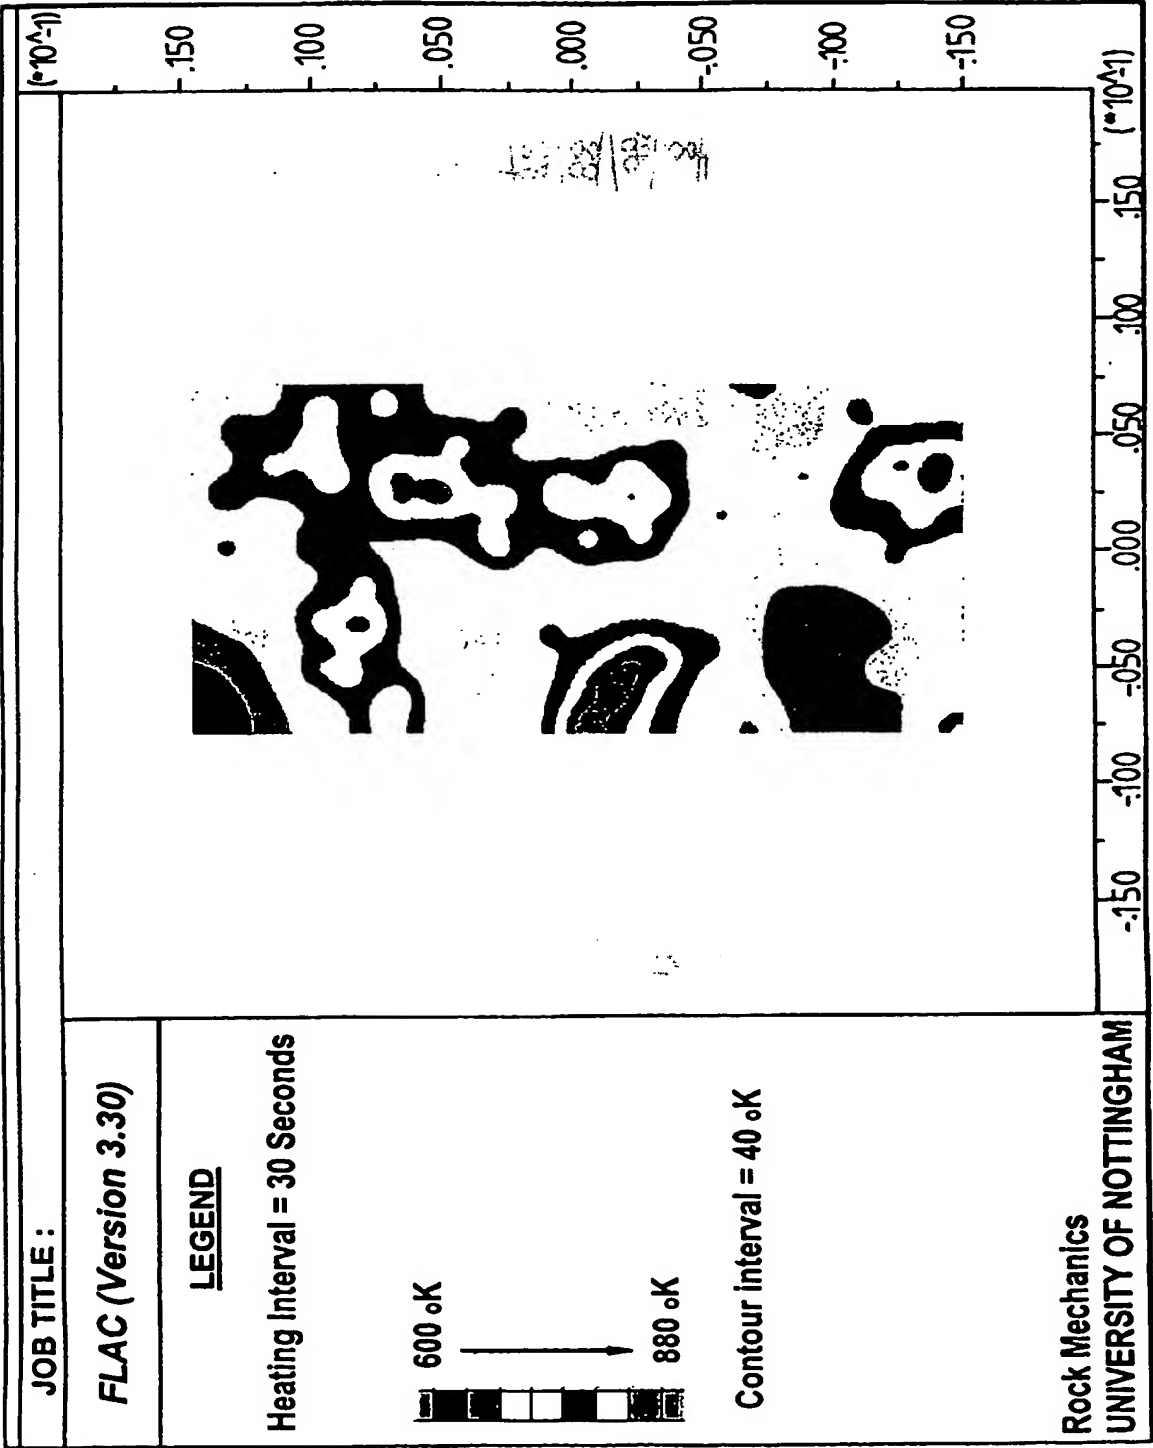 JOB TITLE :
(*10^-1)
FLAC (Version 3.30)
LEGEND
Heating Interval = 30 Seconds
600 oK
880 oK
Contour interval = 40 oK
Rock Mechanics
UNIVERSITY OF NOTTINGHAM
.150
.100
.050
.000
-.050
-.100
-.150
-.150
-.100
-.050
.000
.050
.100
.150
(*10^-1)